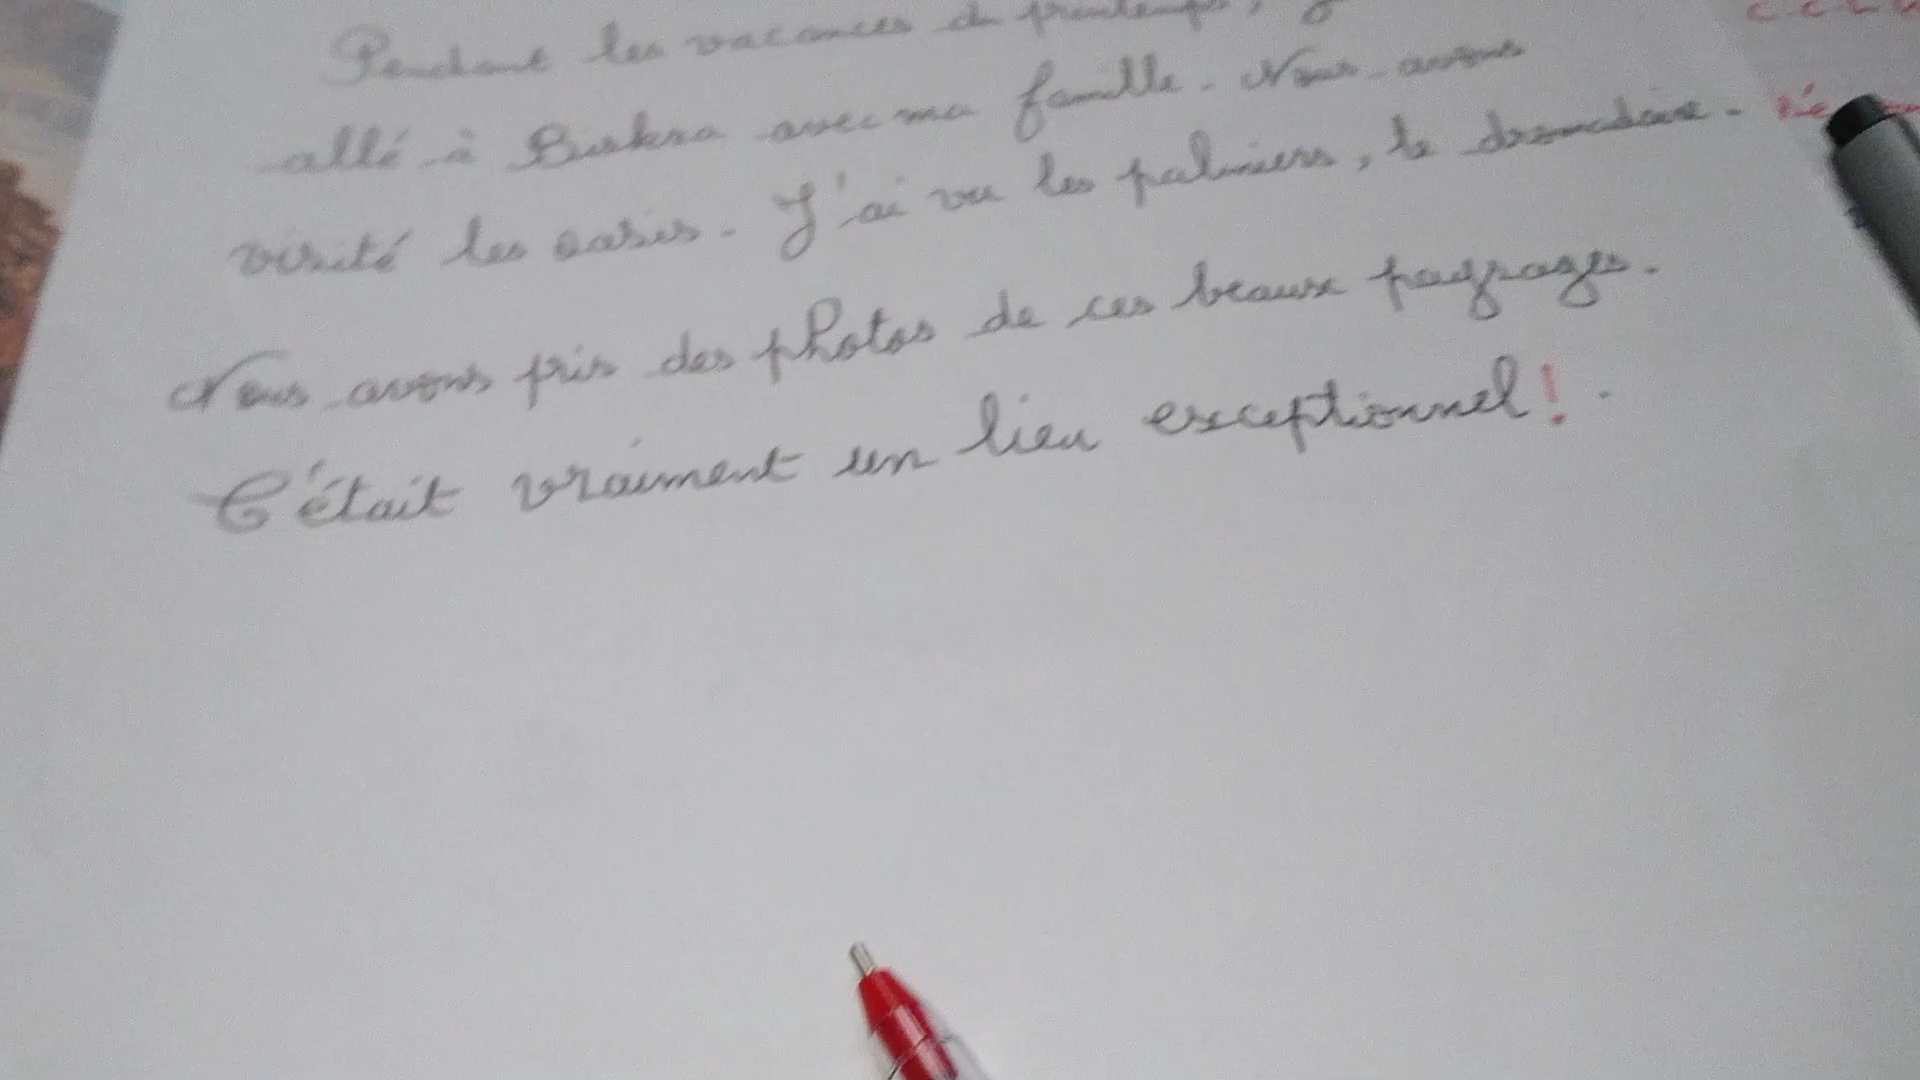 Pendant les vacances de printemps,
allé à Biskra avec ma famille. Nous avons
visité les oasis. J'ai vu les palmiers, le dromadaire.
Nous avons pris des photos de ces beaux paysages.
C'était vraiment un lieu exceptionnel!.